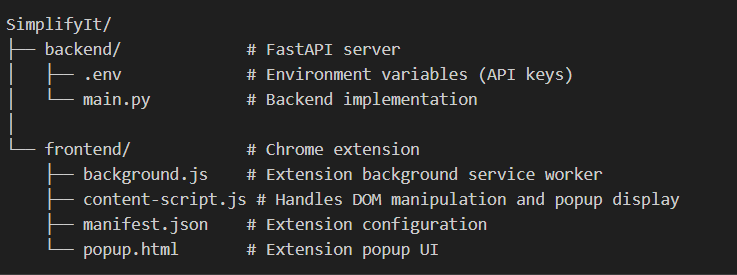 SimplifyIt/
├── backend/             # FastAPI server
│   ├── .env             # Environment variables (API keys)
│   └── main.py          # Backend implementation
│
└── frontend/            # Chrome extension
    ├── background.js    # Extension background service worker
    ├── content-script.js # Handles DOM manipulation and popup display
    ├── manifest.json    # Extension configuration
    └── popup.html       # Extension popup UI